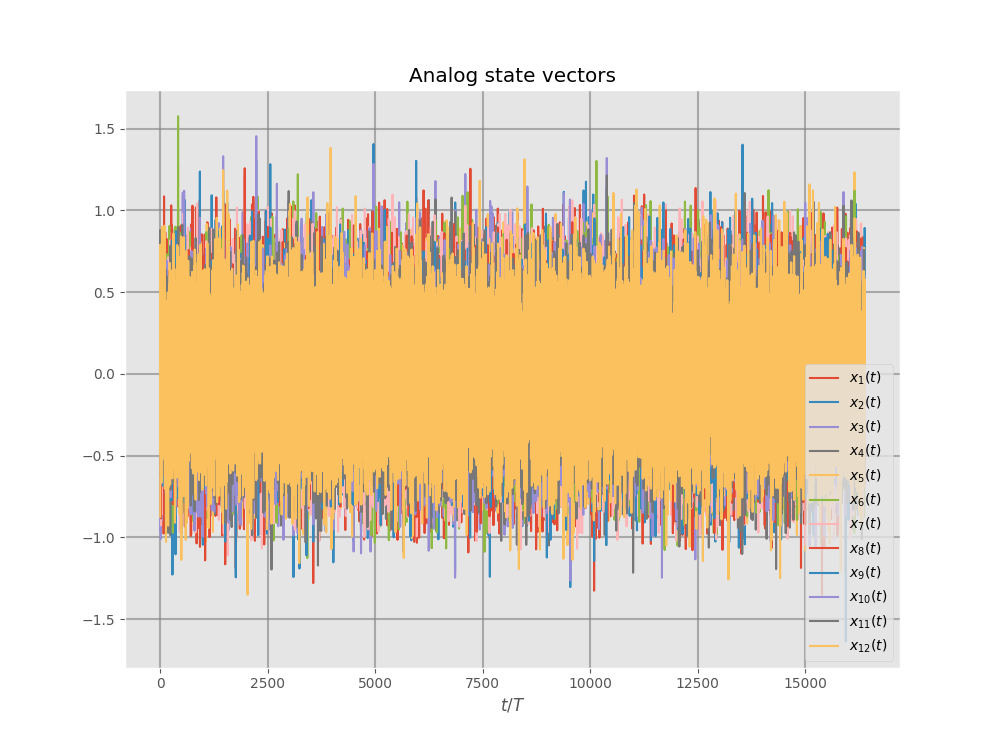 Analog state vectors
1.5
1.0
0.5
0.0
−0.5
−1.0
−1.5
0 2500 5000 7500 10000 12500 15000
t/T
x₁(t)
x₂(t)
x₃(t)
x₄(t)
x₅(t)
x₆(t)
x₇(t)
x₈(t)
x₉(t)
x₁₀(t)
x₁₁(t)
x₁₂(t)